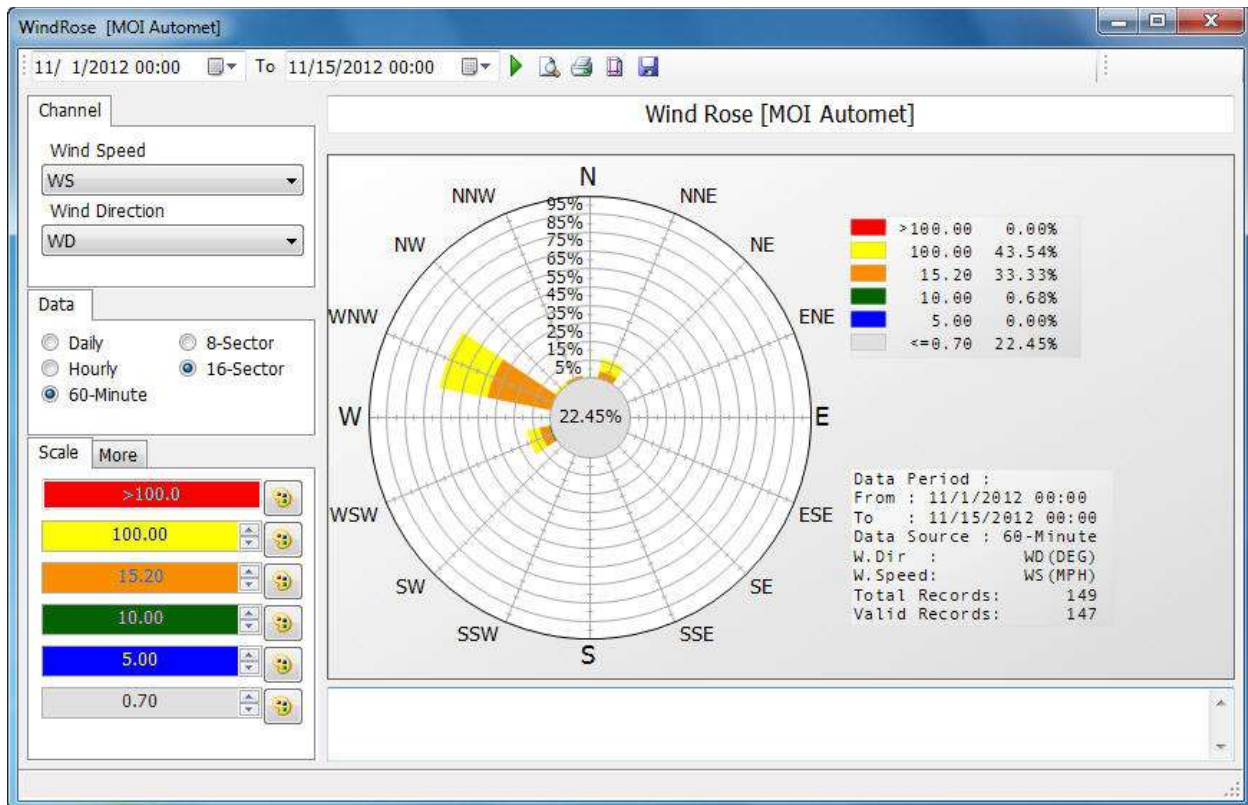 WindRose [MOI Automet]
11/ 1/2012 00:00 To 11/15/2012 00:00
Channel
Wind Speed
WS
Wind Direction
WD
Data
Daily 8-Sector
Hourly 16-Sector
60-Minute
Scale More
>100.0
100.00
15.20
10.00
5.00
0.70
Wind Rose [MOI Automet]
N
NNW NNE
95%
85%
75%
65%
55%
45%
35%
25%
15%
5%
NW NE
WNW ENE
W 22.45% E
WSW ESE
SW SE
SSW SSE
S
>100.00 0.00%
100.00 43.54%
15.20 33.33%
10.00 0.68%
5.00 0.00%
<=0.70 22.45%
Data Period :
From : 11/1/2012 00:00
To : 11/15/2012 00:00
Data Source : 60-Minute
W.Dir : WD(DEG)
W.Speed: WS(MPH)
Total Records: 149
Valid Records: 147